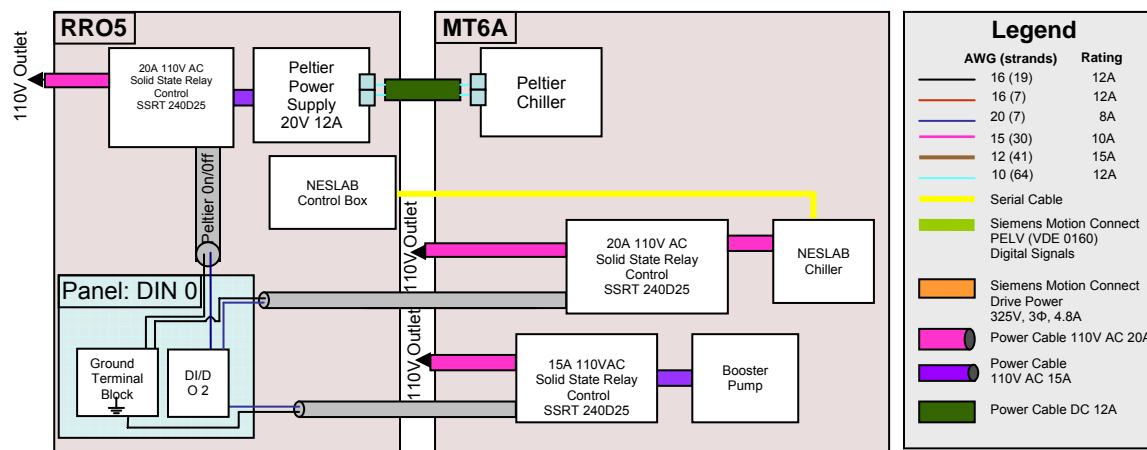 RRO5
110V Outlet
20A 110V AC
Solid State Relay
Control
SSRT 240D25
Peltier
Power
Supply
20V 12A
Peltier 0n/0ff
NESLAB
Control Box
Panel: DIN 0
Ground
Terminal
Block
DI/D
O 2
MT6A
Peltier
Chiller
110V Outlet
20A 110V AC
Solid State Relay
Control
SSRT 240D25
NESLAB
Chiller
110V Outlet
15A 110VAC
Solid State Relay
Control
SSRT 240D25
Booster
Pump
Legend
AWG (strands) Rating
16 (19) 12A
16 (7) 12A
20 (7) 8A
15 (30) 10A
12 (41) 15A
10 (64) 12A
Serial Cable
Siemens Motion Connect
PELV (VDE 0160)
Digital Signals
Siemens Motion Connect
Drive Power
325V, 3Φ, 4.8A
Power Cable 110V AC 20A
Power Cable
110V AC 15A
Power Cable DC 12A